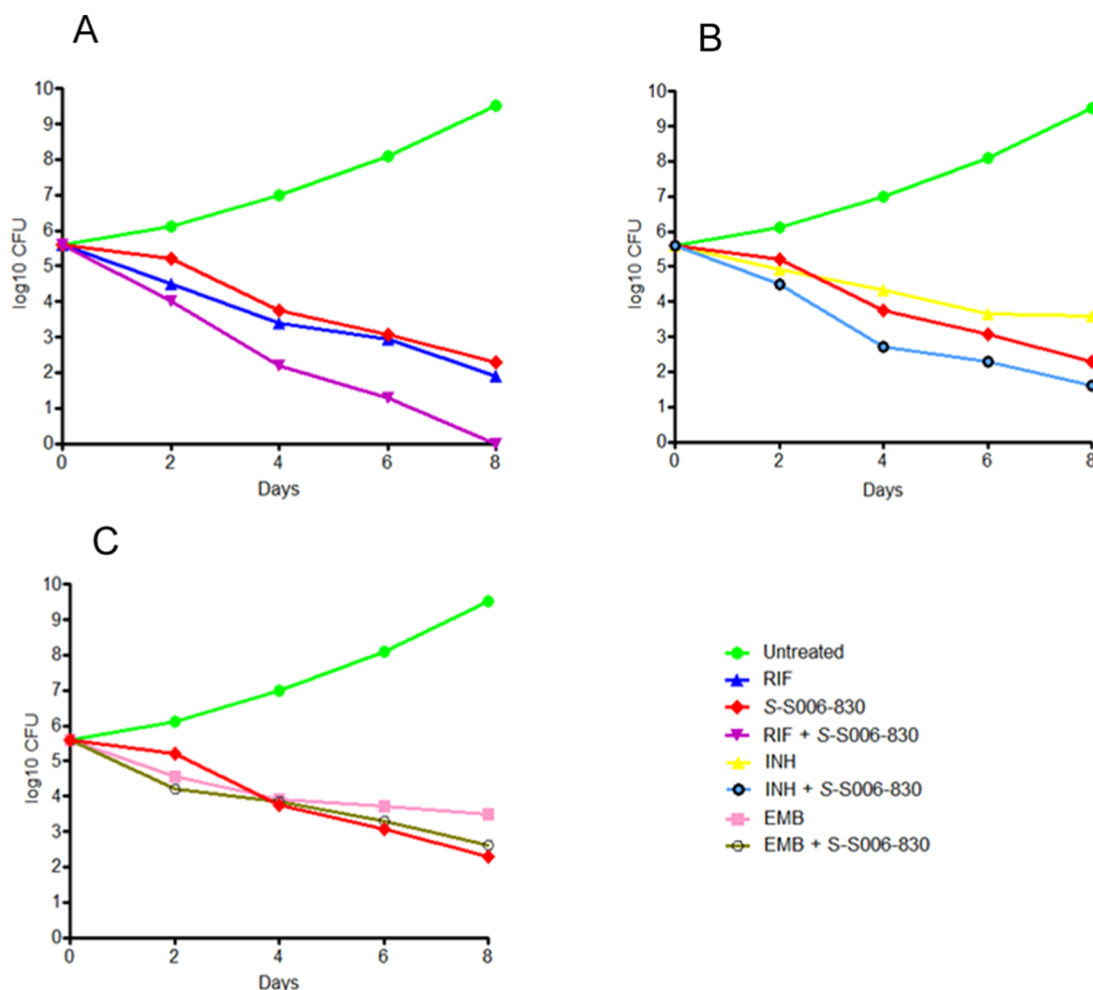 A
10
9
8
7
6
5
4
3
2
1
0
log10 CFU
0 2 4 6 8
Days
B
10
9
8
7
6
5
4
3
2
1
0
log10 CFU
0 2 4 6 8
Days
C
10
9
8
7
6
5
4
3
2
1
0
log10 CFU
0 2 4 6 8
Days
Untreated
RIF
S-S006-830
RIF + S-S006-830
INH
INH + S-S006-830
EMB
EMB + S-S006-830